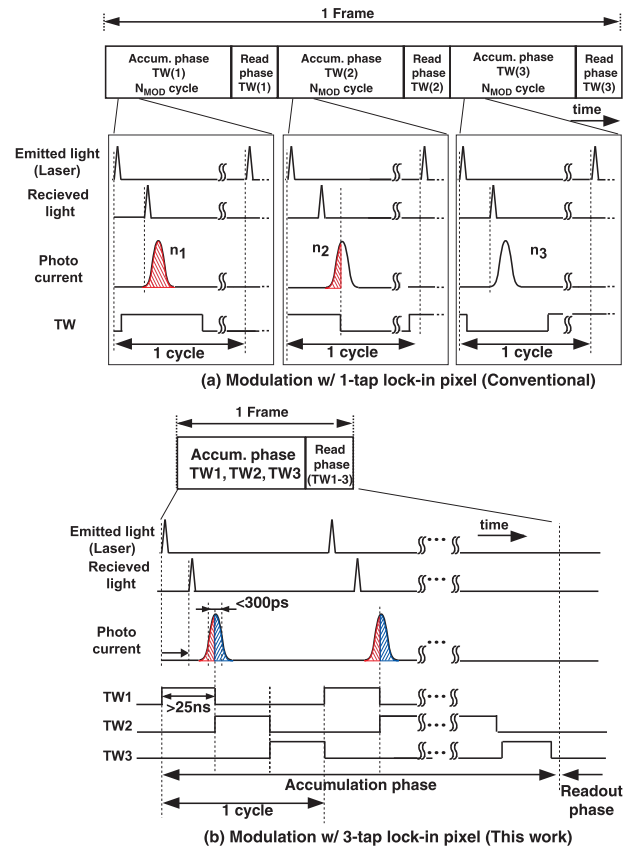 1 Frame
Accum. phase
TW(1)
NMOD cycle
Read
phase
TW(1)
Accum. phase
TW(2)
NMOD cycle
Read
phase
TW(2)
Accum. phase
TW(3)
NMOD cycle
Read
phase
TW(3)
time
Emitted light
(Laser)
Recieved
light
Photo
current
n1
n2
n3
TW
1 cycle
1 cycle
1 cycle
(a) Modulation w/ 1-tap lock-in pixel (Conventional)
1 Frame
Accum. phase
TW1, TW2, TW3
Read
phase
(TW1-3)
Emitted light
(Laser)
time
Recieved
light
<300ps
Photo
current
TW1
>25ns
TW2
TW3
Accumulation phase
Readout
phase
1 cycle
(b) Modulation w/ 3-tap lock-in pixel (This work)